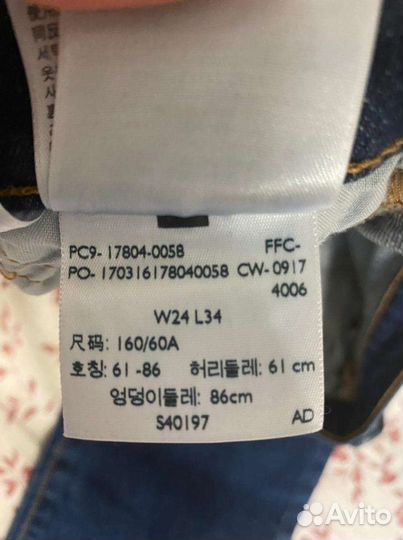 PC9- 17804-0058 FFC-
PO- 170316178040058 CW- 0917
4006
W24 L34
尺码: 160/60A
호칭: 61 -86 허리둘레: 61 cm
엉덩이둘레: 86cm
S40197 AD
Avito